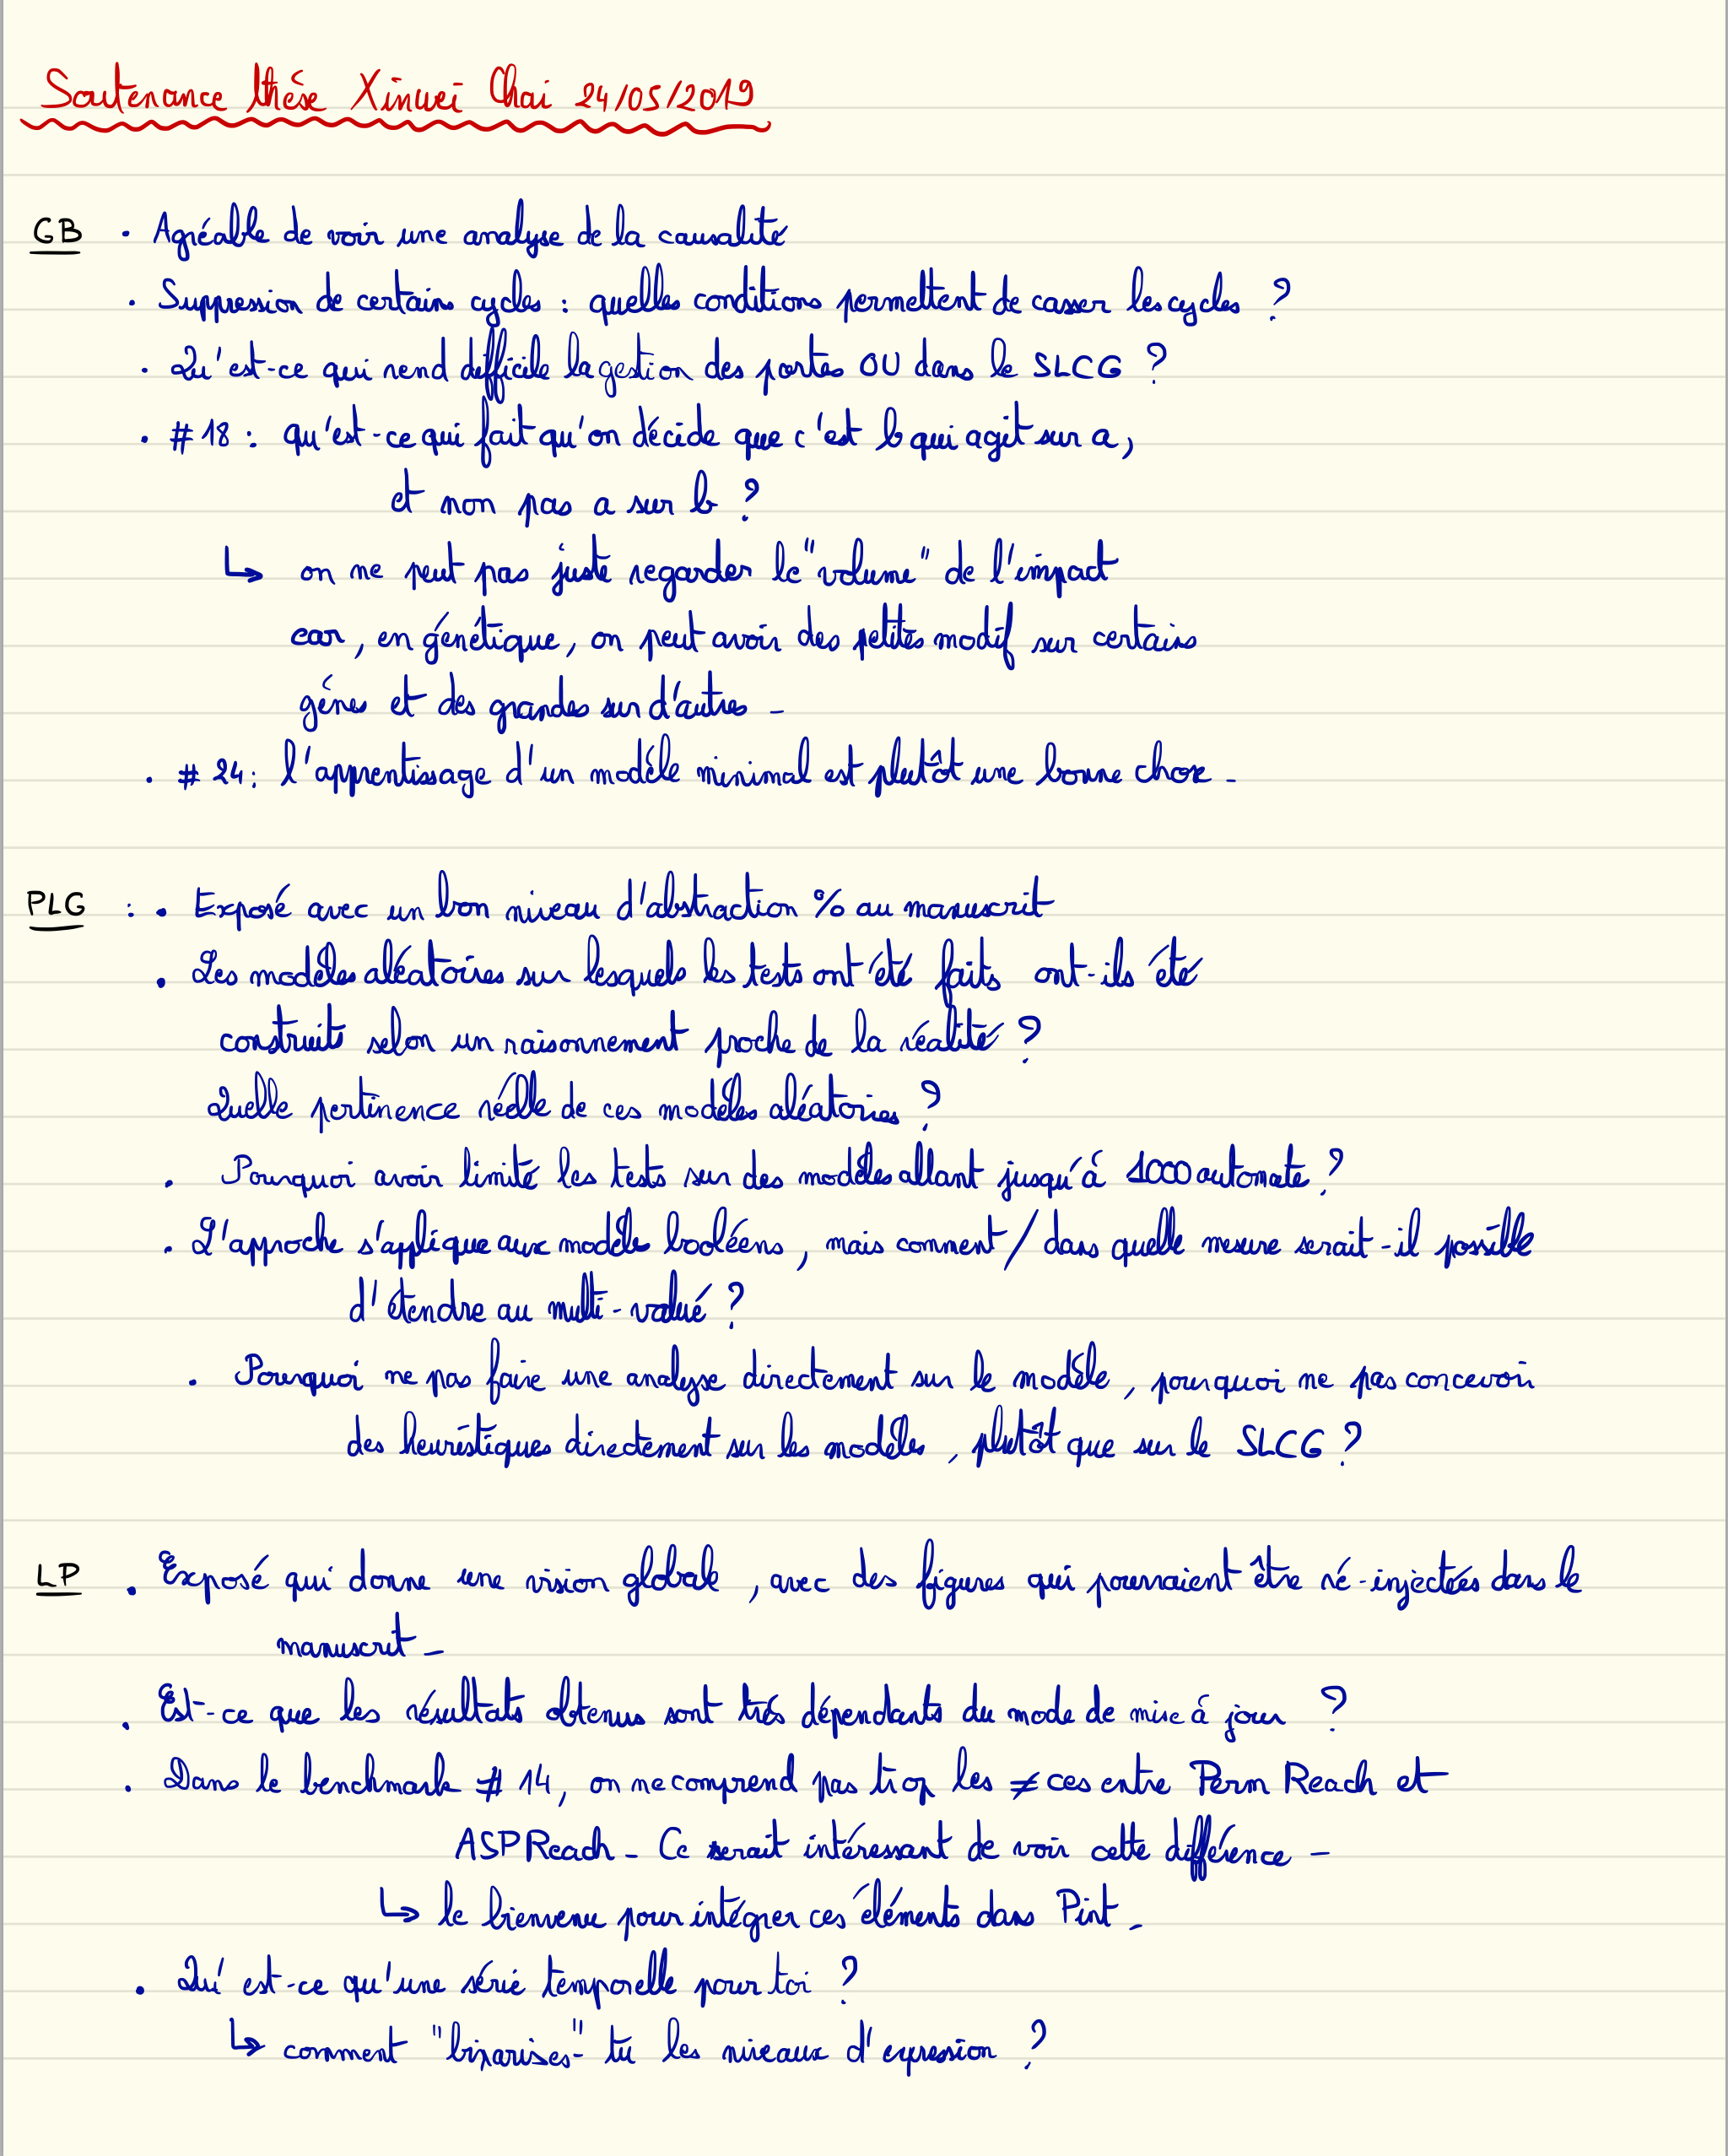 Soutenance thèse Xinwei Chai 24/05/2019
GB · Agréable de voir une analyse de la causalité
· Suppression de certains cycles : quelles conditions permettent de casser les cycles ?
· Qu'est-ce qui rend difficile la gestion des portes OU dans le SLCG ?
· #18 : qu'est-ce qui fait qu'on décide que c'est b qui agit sur a,
et non pas a sur b ?
↳ on ne peut pas juste regarder le "volume" de l'impact
car, en génétique, on peut avoir des petites modif sur certains
gènes et des grandes sur d'autres -
· # 24 : l'apprentissage d'un modèle minimal est plutôt une bonne chose -
PLG : · Exposé avec un bon niveau d'abstraction % au manuscrit
· Les modèles aléatoires sur lesquels les tests ont été faits ont-ils été
construits selon un raisonnement proche de la réalité ?
Quelle pertinence réelle de ces modèles aléatoires ?
· Pourquoi avoir limité les tests sur des modèles allant jusqu'à 1000 automate ?
· L'approche s'applique aux modèle booléens, mais comment / dans quelle mesure serait-il possible
d'étendre au multi-valué ?
· Pourquoi ne pas faire une analyse directement sur le modèle, pourquoi ne pas concevoir
des heuristiques directement sur les modèles, plutôt que sur le SLCG ?
LP · Exposé qui donne une vision globale, avec des figures qui pourraient être ré-injectées dans le
manuscrit -
· Est-ce que les résultats obtenus sont très dépendants du mode de mise à jour ?
· Dans le benchmark # 14, on ne comprend pas trop les ≠ces entre Perm Reach et
ASPReach - Ce serait intéressant de voir cette différence -
↳ le bienvenu pour intégrer ces éléments dans Pint -
· Qu'est-ce qu'une série temporelle pour toi ?
↳ comment "binarises-" tu les niveaux d'expression ?